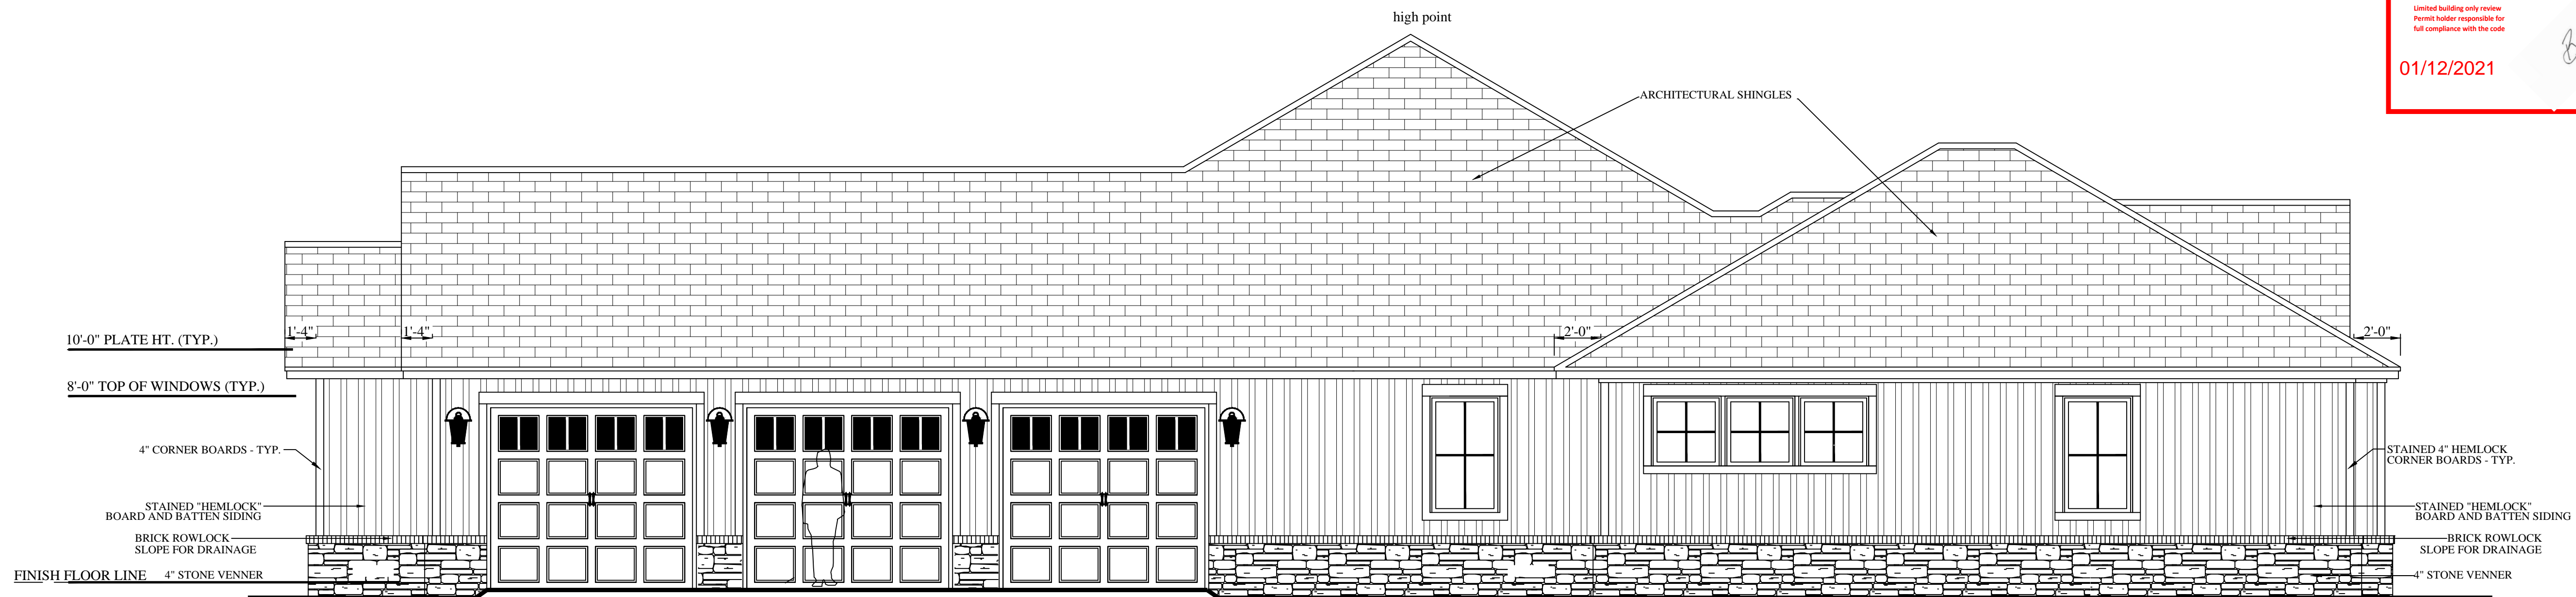 high point
Limited building only review
Permit holder responsible for
full compliance with the code
01/12/2021
ARCHITECTURAL SHINGLES
10'-0" PLATE HT. (TYP.)
1'-4"
1'-4"
2'-0"
2'-0"
8'-0" TOP OF WINDOWS (TYP.)
4" CORNER BOARDS - TYP.
STAINED "HEMLOCK"
BOARD AND BATTEN SIDING
BRICK ROWLOCK
SLOPE FOR DRAINAGE
FINISH FLOOR LINE
4" STONE VENNER
STAINED 4" HEMLOCK
CORNER BOARDS - TYP.
STAINED "HEMLOCK"
BOARD AND BATTEN SIDING
BRICK ROWLOCK
SLOPE FOR DRAINAGE
4" STONE VENNER